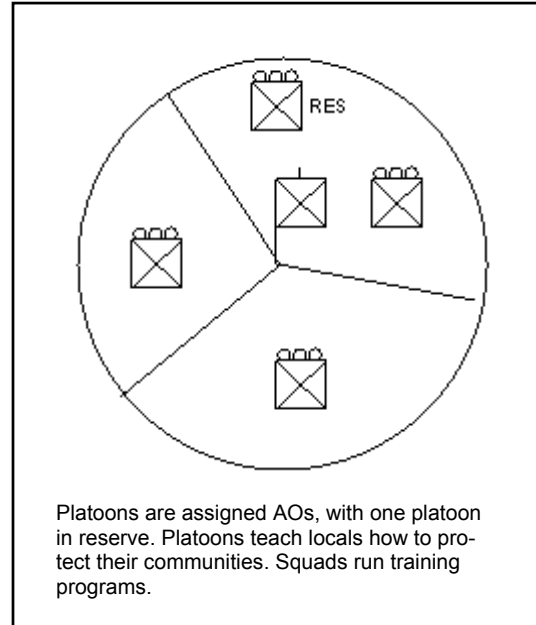 RES
Platoons are assigned AOs, with one platoon
in reserve. Platoons teach locals how to pro-
tect their communities. Squads run training
programs.